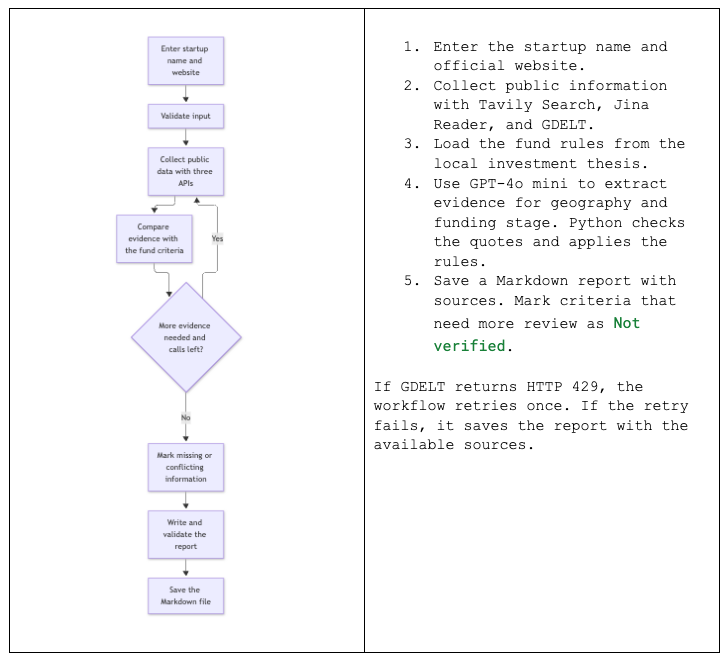 Enter startup
name and
website
Validate input
Collect public
data with three
APIs
Compare
evidence with
the fund criteria
Yes
More evidence
needed and
calls left?
No
Mark missing or
conflicting
information
Write and
validate the
report
Save the
Markdown file
1. Enter the startup name and
official website.
2. Collect public information
with Tavily Search, Jina
Reader, and GDELT.
3. Load the fund rules from the
local investment thesis.
4. Use GPT-4o mini to extract
evidence for geography and
funding stage. Python checks
the quotes and applies the
rules.
5. Save a Markdown report with
sources. Mark criteria that
need more review as Not
verified.
If GDELT returns HTTP 429, the
workflow retries once. If the retry
fails, it saves the report with the
available sources.